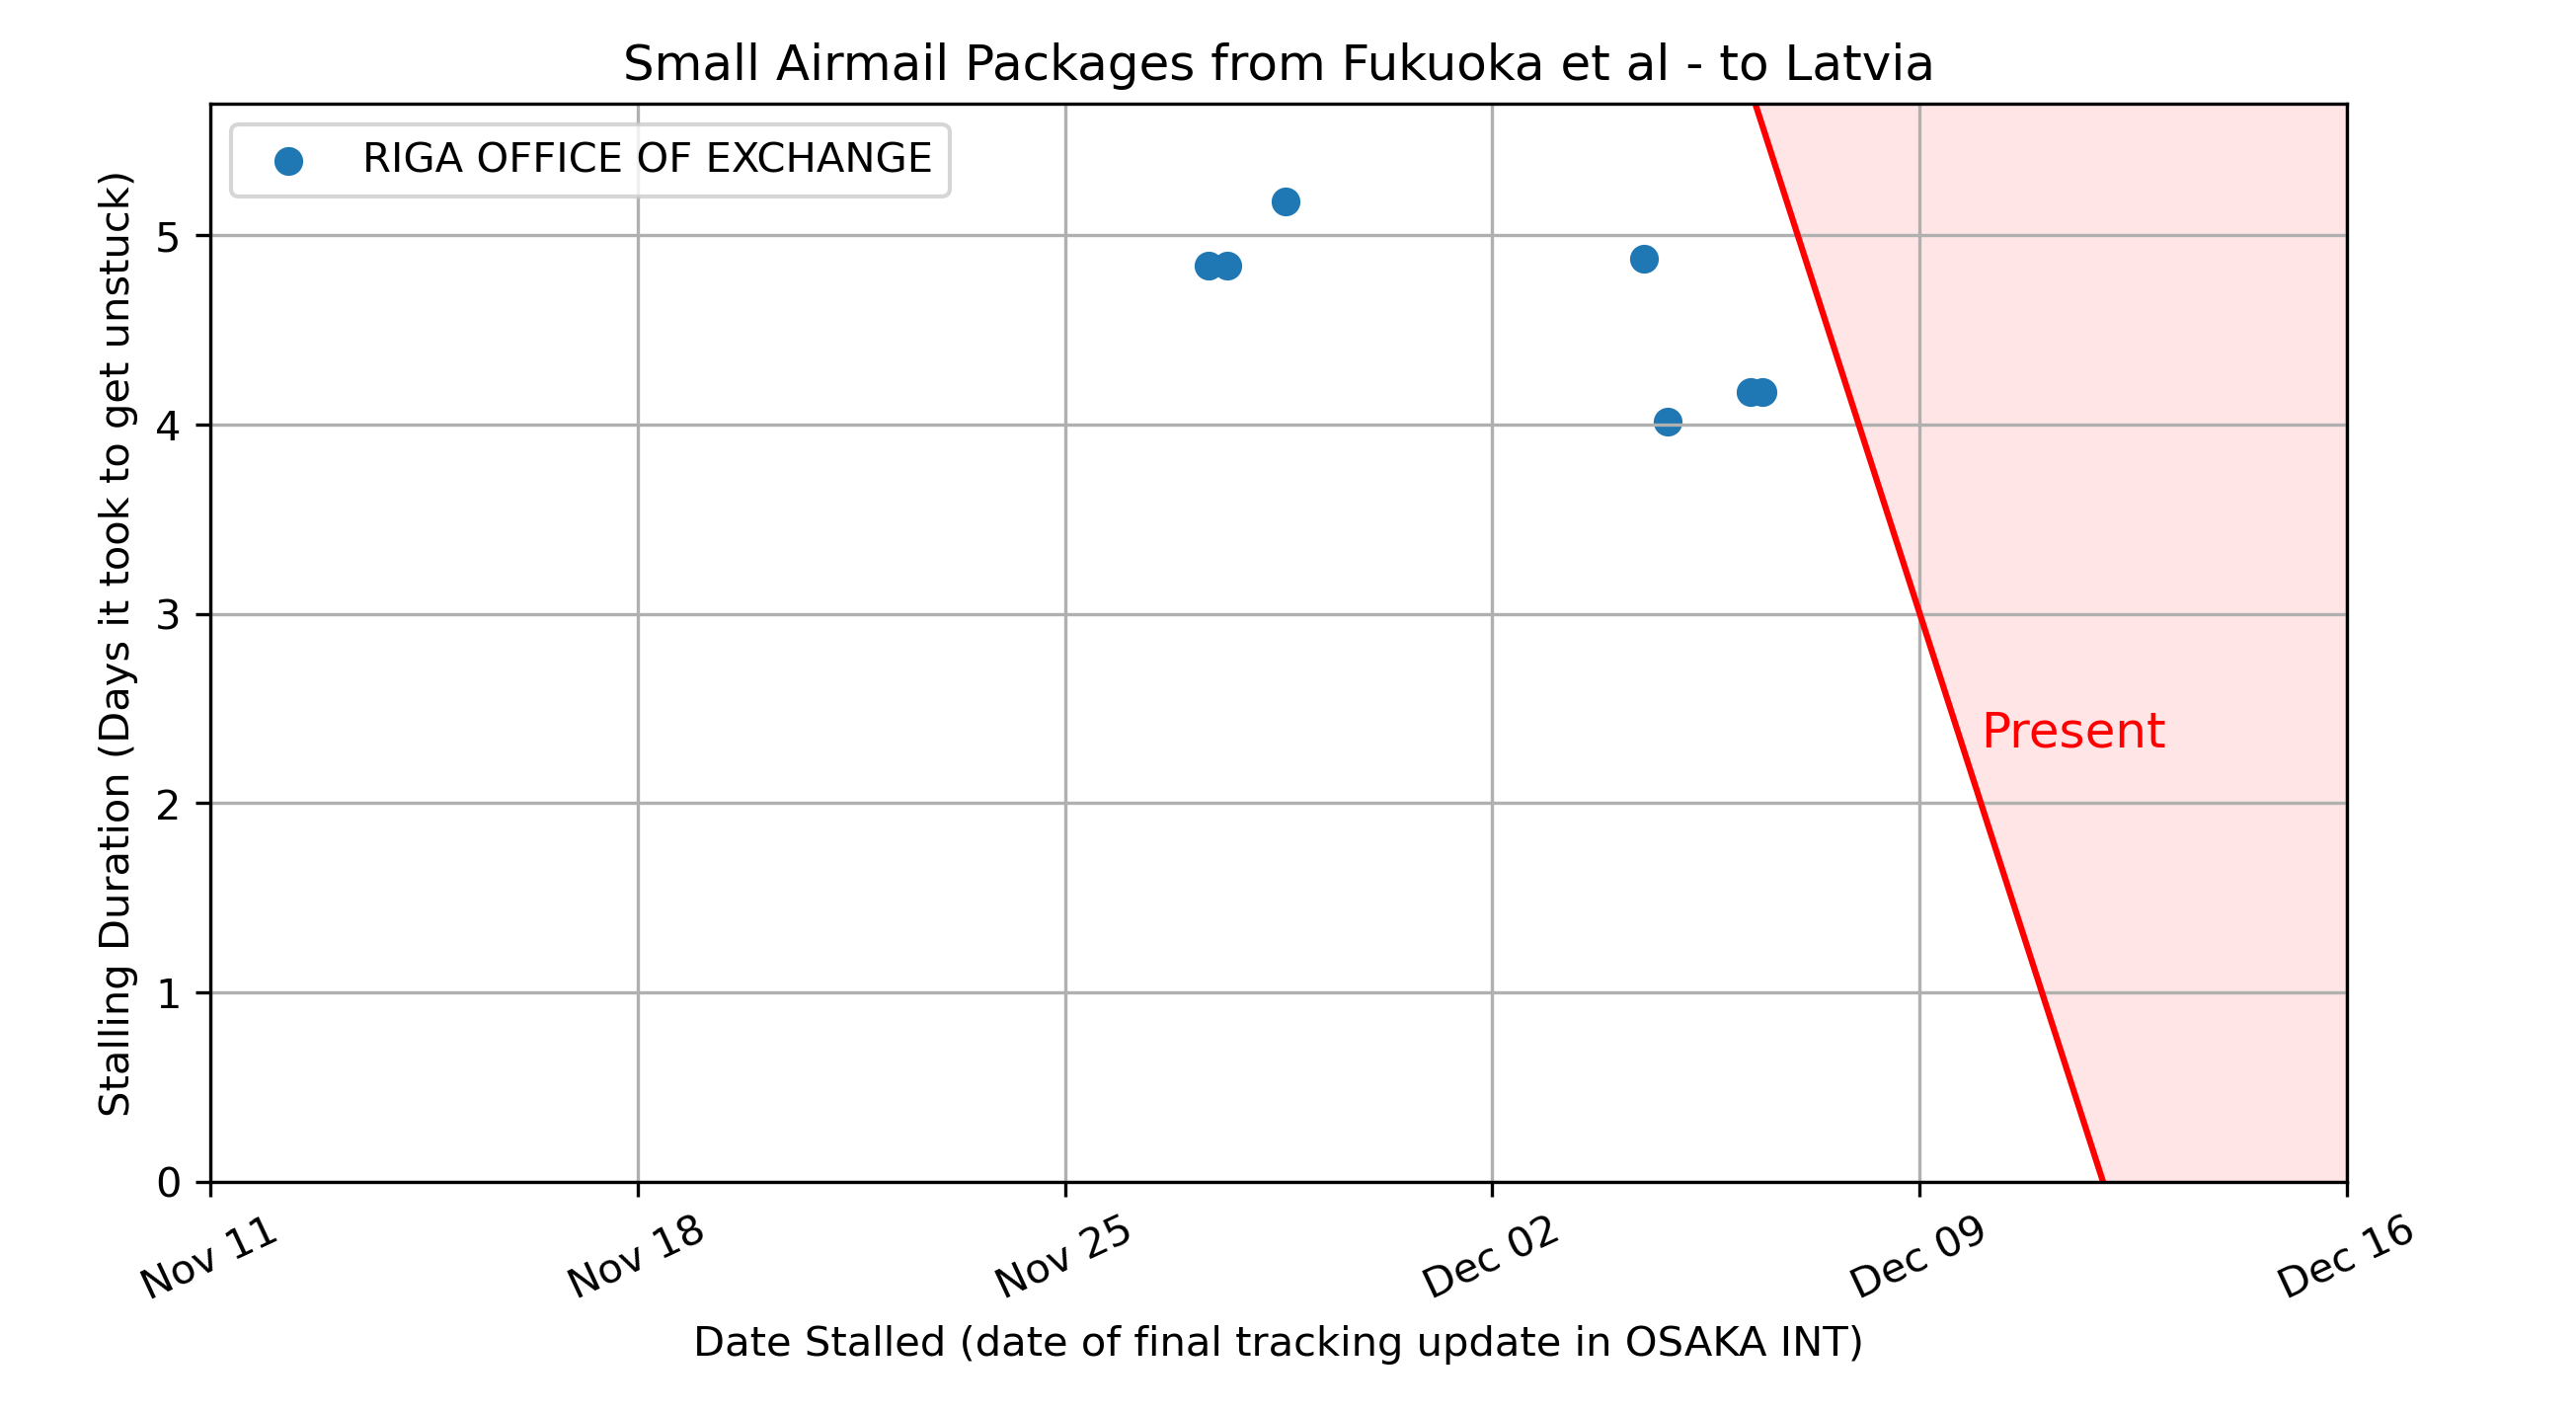 Small Airmail Packages from Fukuoka et al - to Latvia
RIGA OFFICE OF EXCHANGE
Stalling Duration (Days it took to get unstuck)
5
4
3
2
1
0
Present
Nov 11
Nov 18
Nov 25
Dec 02
Dec 09
Dec 16
Date Stalled (date of final tracking update in OSAKA INT)